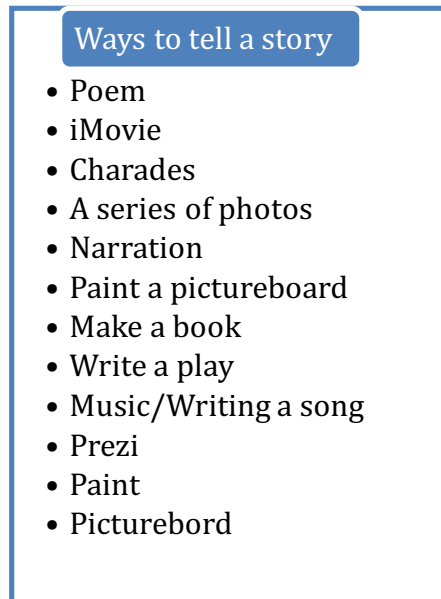 Ways to tell a story
• Poem
• iMovie
• Charades
• A series of photos
• Narration
• Paint a pictureboard
• Make a book
• Write a play
• Music/Writing a song
• Prezi
• Paint
• Picturebord